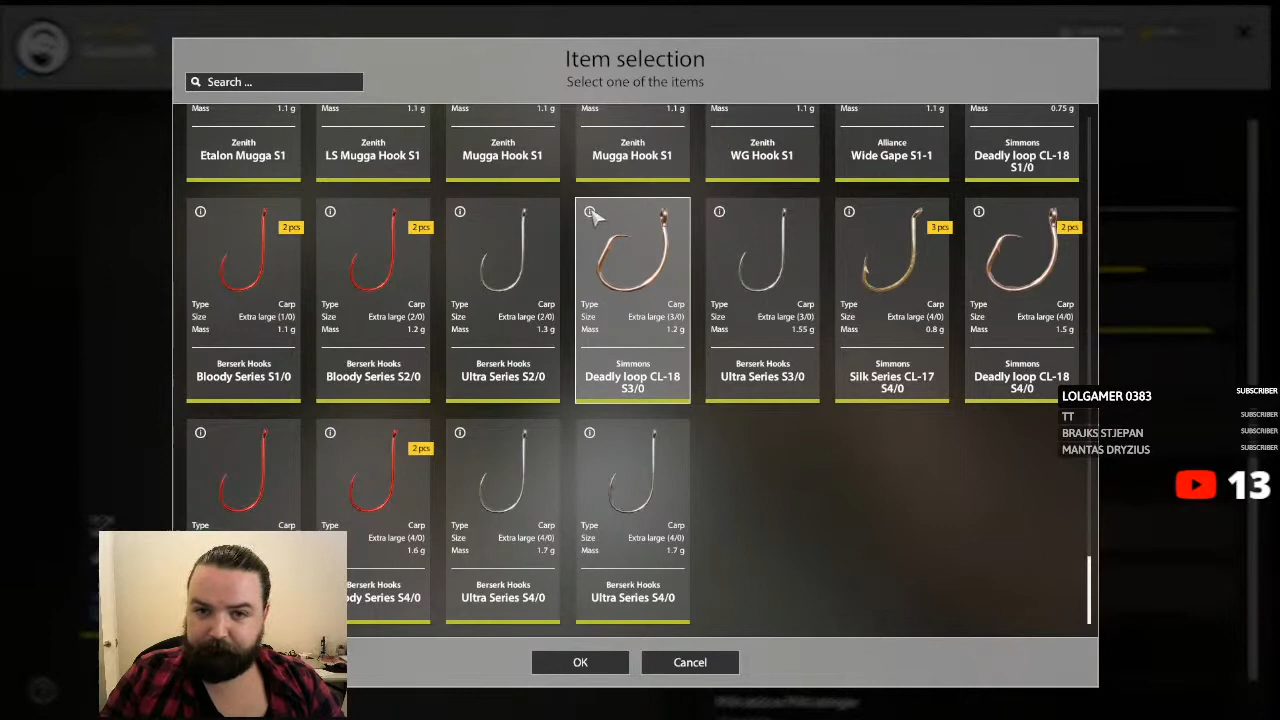 Item selection
Search ...
Select one of the items
Mass 1.1 g
Mass 1.1 g
Mass 1.1 g
Mass 1.1 g
Mass 1.1 g
Mass 1.1 g
Mass 0.75 g
Zenith
Etalon Mugga S1
Zenith
LS Mugga Hook S1
Zenith
Mugga Hook S1
Zenith
Mugga Hook S1
Zenith
WG Hook S1
Alliance
Wide Gape S1-1
Simmons
Deadly loop CL-18
S1/0
2 pcs
Type Carp
Size Extra large (1/0)
Mass 1.1 g
Berserk Hooks
Bloody Series S1/0
2 pcs
Type Carp
Size Extra large (2/0)
Mass 1.2 g
Berserk Hooks
Bloody Series S2/0
Type Carp
Size Extra large (2/0)
Mass 1.3 g
Berserk Hooks
Ultra Series S2/0
Type Carp
Size Extra large (3/0)
Mass 1.2 g
Simmons
Deadly loop CL-18
S3/0
Type Carp
Size Extra large (3/0)
Mass 1.55 g
Berserk Hooks
Ultra Series S3/0
3 pcs
Type Carp
Size Extra large (4/0)
Mass 0.8 g
Simmons
Silk Series CL-17
S4/0
2 pcs
Type Carp
Size Extra large (4/0)
Mass 1.5 g
Simmons
Deadly loop CL-18
S4/0
LOLGAMER 0383 SUBSCRIBER
TT SUBSCRIBER
BRAJKS STJEPAN SUBSCRIBER
MANTAS DRYZIUS SUBSCRIBER
13
Type Carp
2 pcs
Type Carp
Extra large (4/0)
1.6 g
Berserk Hooks
ody Series S4/0
Type Carp
Size Extra large (4/0)
Mass 1.7 g
Berserk Hooks
Ultra Series S4/0
Type Carp
Size Extra large (4/0)
Mass 1.7 g
Berserk Hooks
Ultra Series S4/0
OK
Cancel